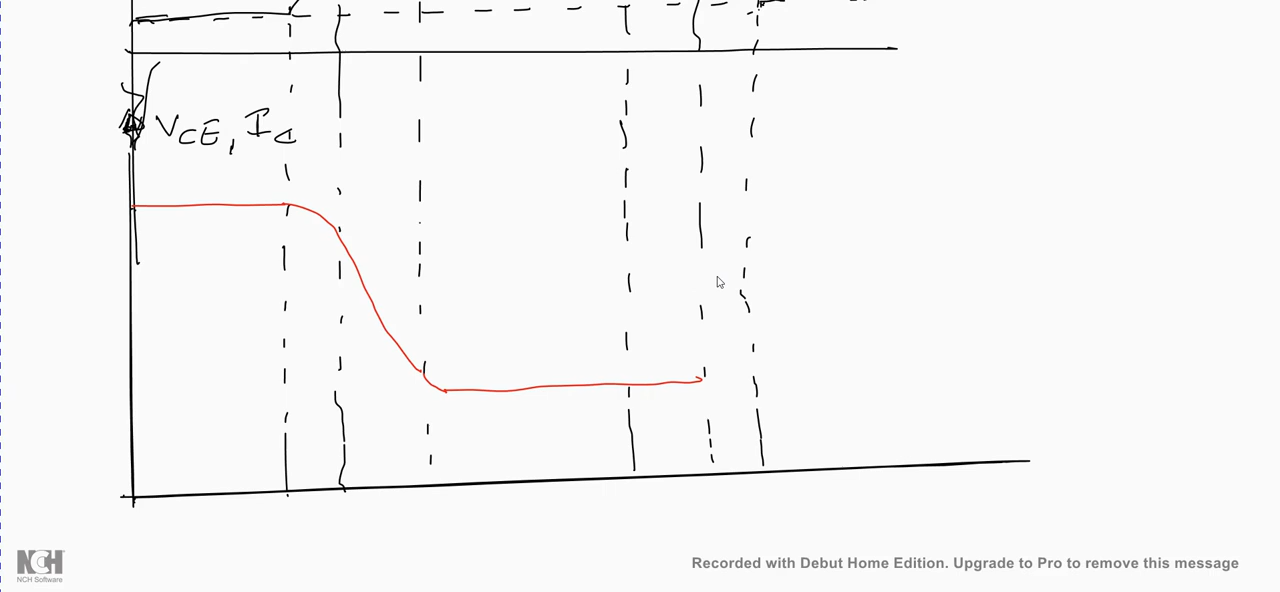 VCE, IC
NCH
NCH Software
Recorded with Debut Home Edition. Upgrade to Pro to remove this message